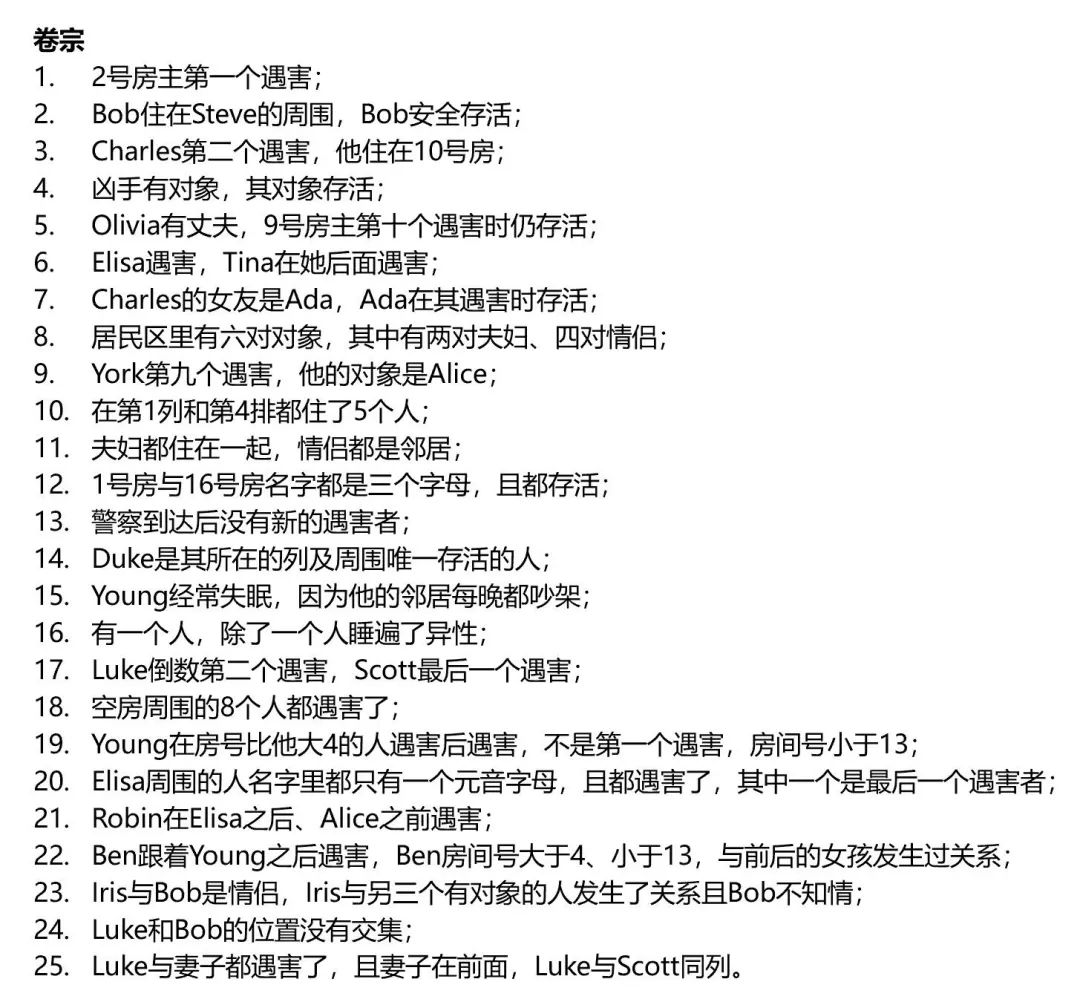 卷宗
1. 2号房主第一个遇害；
2. Bob住在Steve的周围，Bob安全存活；
3. Charles第二个遇害，他住在10号房；
4. 凶手有对象，其对象存活；
5. Olivia有丈夫，9号房主第十个遇害时仍存活；
6. Elisa遇害，Tina在她后面遇害；
7. Charles的女友是Ada，Ada在其遇害时存活；
8. 居民区里有六对对象，其中有两对夫妇、四对情侣；
9. York第九个遇害，他的对象是Alice；
10. 在第1列和第4排都住了5个人；
11. 夫妇都住在一起，情侣都是邻居；
12. 1号房与16号房名字都是三个字母，且都存活；
13. 警察到达后没有新的遇害者；
14. Duke是其所在的列及周围唯一存活的人；
15. Young经常失眠，因为他的邻居每晚都吵架；
16. 有一个人，除了一个人睡遍了异性；
17. Luke倒数第二个遇害，Scott最后一个遇害；
18. 空房周围的8个人都遇害了；
19. Young在房号比他大4的人遇害后遇害，不是第一个遇害，房间号小于13；
20. Elisa周围的人名字里都只有一个元音字母，且都遇害了，其中一个是最后一个遇害者；
21. Robin在Elisa之后、Alice之前遇害；
22. Ben跟着Young之后遇害，Ben房间号大于4、小于13，与前后的女孩发生过关系；
23. Iris与Bob是情侣，Iris与另三个有对象的人发生了关系且Bob不知情；
24. Luke和Bob的位置没有交集；
25. Luke与妻子都遇害了，且妻子在前面，Luke与Scott同列。